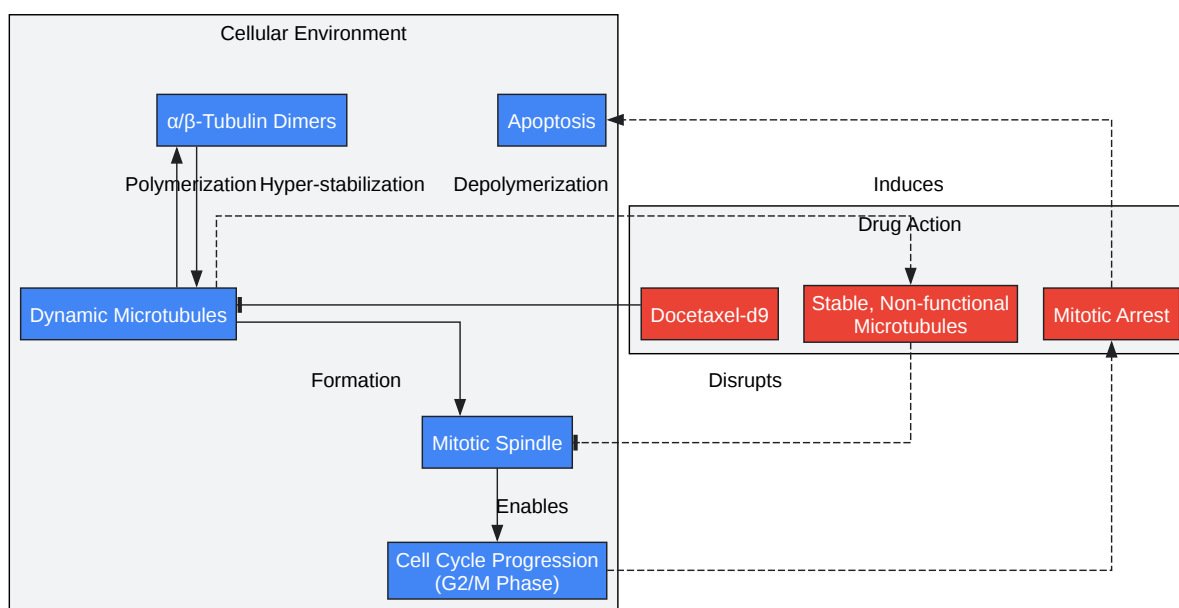 Cellular Environment
α/β-Tubulin Dimers
Apoptosis
Polymerization
Hyper-stabilization
Depolymerization
Induces
Drug Action
Dynamic Microtubules
Docetaxel-d9
Stable, Non-functional
Microtubules
Mitotic Arrest
Formation
Disrupts
Mitotic Spindle
Enables
Cell Cycle Progression
(G2/M Phase)